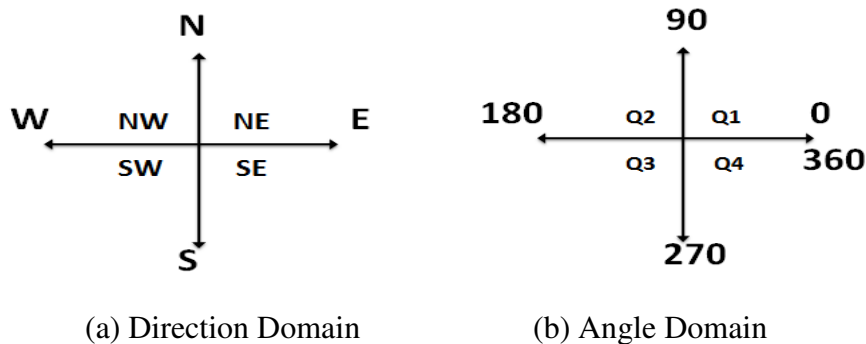 N
W
NW
NE
E
SW
SE
S
(a) Direction Domain
90
180
Q2
Q1
0
Q3
Q4
360
270
(b) Angle Domain